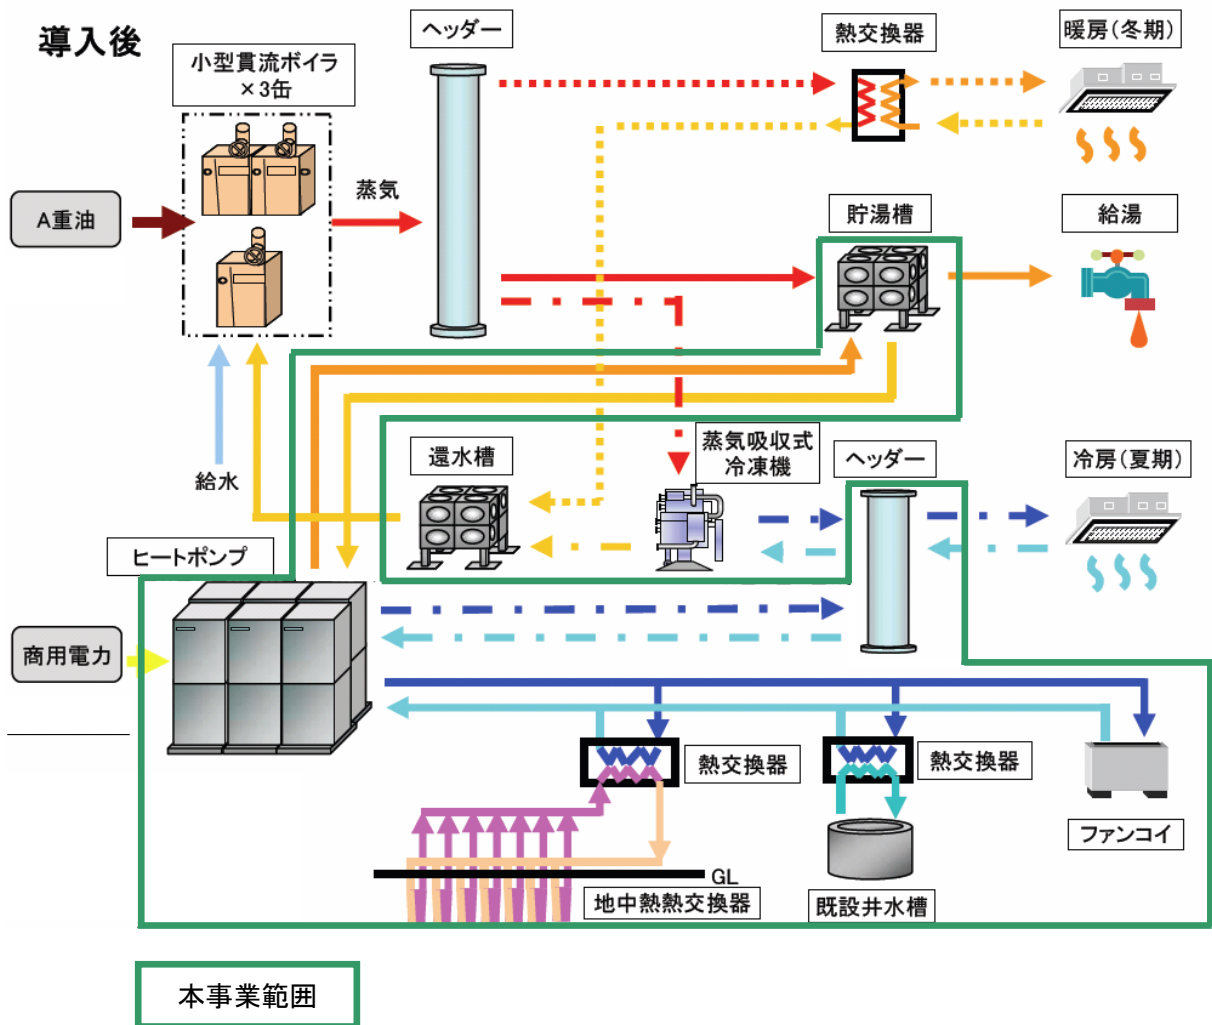 導入後
小型貫流ボイラ
×3缶
ヘッダー
熱交換器
暖房(冬期)
A重油
蒸気
貯湯槽
給湯
給水
還水槽
蒸気吸収式
冷凍機
ヘッダー
冷房(夏期)
ヒートポンプ
商用電力
熱交換器
熱交換器
ファンコイ
GL
地中熱熱交換器
既設井水槽
本事業範囲